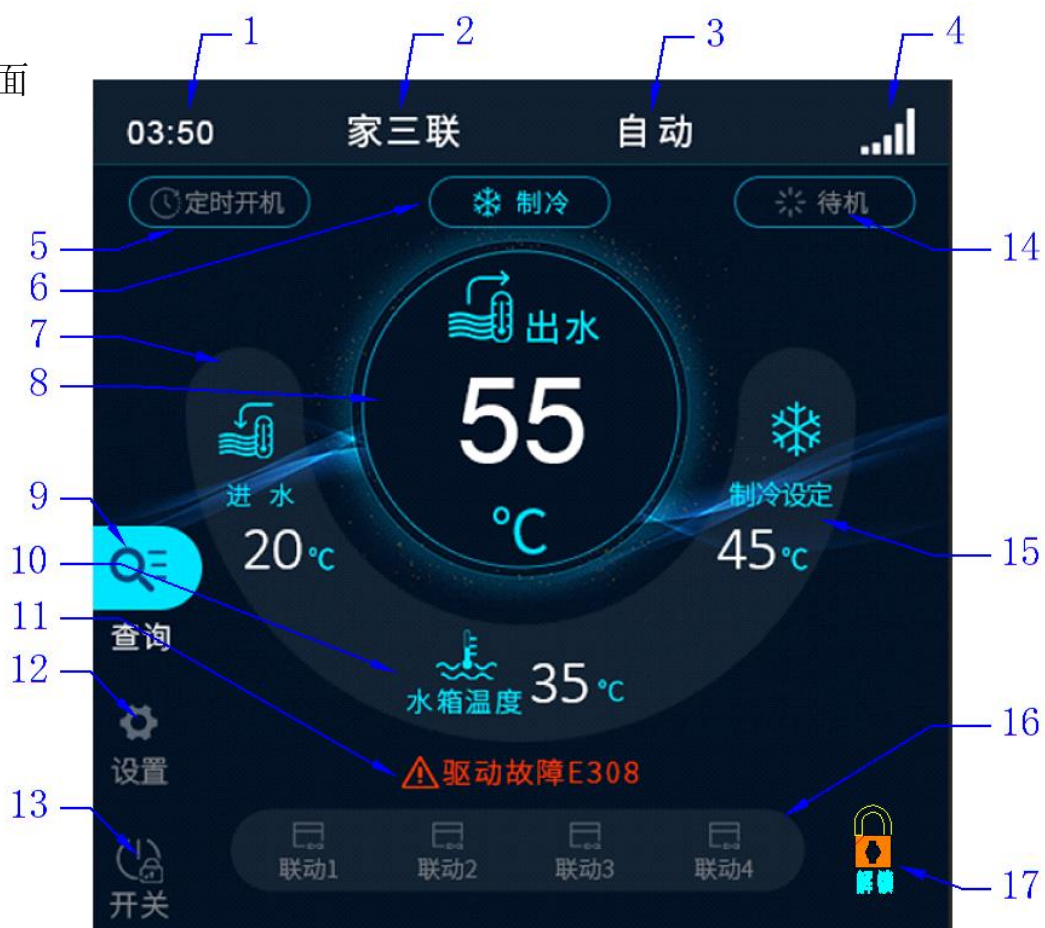 1 2 3 4
面
03:50 家三联 自动
定时开机 制冷 待机
5 14
6
7
8
出水
55
℃
进水
20℃
制冷设定
45℃
9
15
10
11
查询
水箱温度 35℃
12
16
设置
驱动故障E308
13
联动1 联动2 联动3 联动4
开关
解锁
17